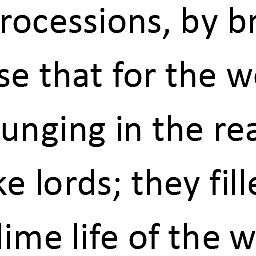 rocessions, by br
se that for the w
unging in the rea
ke lords; they fille
lime life of the w